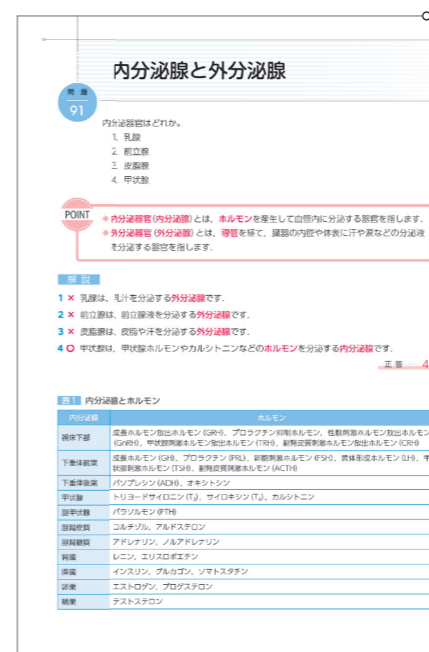 内分泌腺と外分泌腺
問題
91
内分泌器官はどれか。
1. 乳腺
2. 前立腺
3. 皮脂腺
4. 甲状腺
POINT
◆内分泌器官(内分泌腺)とは、ホルモンを産生して血管内に分泌する器官を指します.
◆外分泌器官(外分泌腺)とは、導管を経て、臓器の内腔や体表に汗や涙などの分泌液
を分泌する器官を指します.
解説
1 × 乳腺は、乳汁を分泌する外分泌腺です.
2 × 前立腺は、前立腺液を分泌する外分泌腺です.
3 × 皮脂腺は、皮脂や汗を分泌する外分泌腺です.
4 O 甲状腺は、甲状腺ホルモンやカルシトニンなどのホルモンを分泌する内分泌腺です.
正答 4
表1 内分泌腺とホルモン
内分泌腺 ホルモン
視床下部 成長ホルモン放出ホルモン(GRH)、プロラクチン抑制ホルモン、性腺刺激ホルモン放出ホルモン
(GnRH)、甲状腺刺激ホルモン放出ホルモン(TRH)、副腎皮質刺激ホルモン放出ホルモン(CRH)
下垂体前葉 成長ホルモン(GH)、プロラクチン(PRL)、卵胞刺激ホルモン(FSH)、黄体形成ホルモン(LH)、甲
状腺刺激ホルモン(TSH)、副腎皮質刺激ホルモン(ACTH)
下垂体後葉 バソプレシン(ADH)、オキシトシン
甲状腺 トリヨードサイロニン(T₃)、サイロキシン(T₄)、カルシトニン
副甲状腺 パラソルモン(PTH)
副腎皮質 コルチゾル、アルドステロン
副腎髄質 アドレナリン、ノルアドレナリン
腎臓 レニン、エリスロポエチン
膵臓 インスリン、グルカゴン、ソマトスタチン
卵巣 エストロゲン、プロゲステロン
精巣 テストステロン